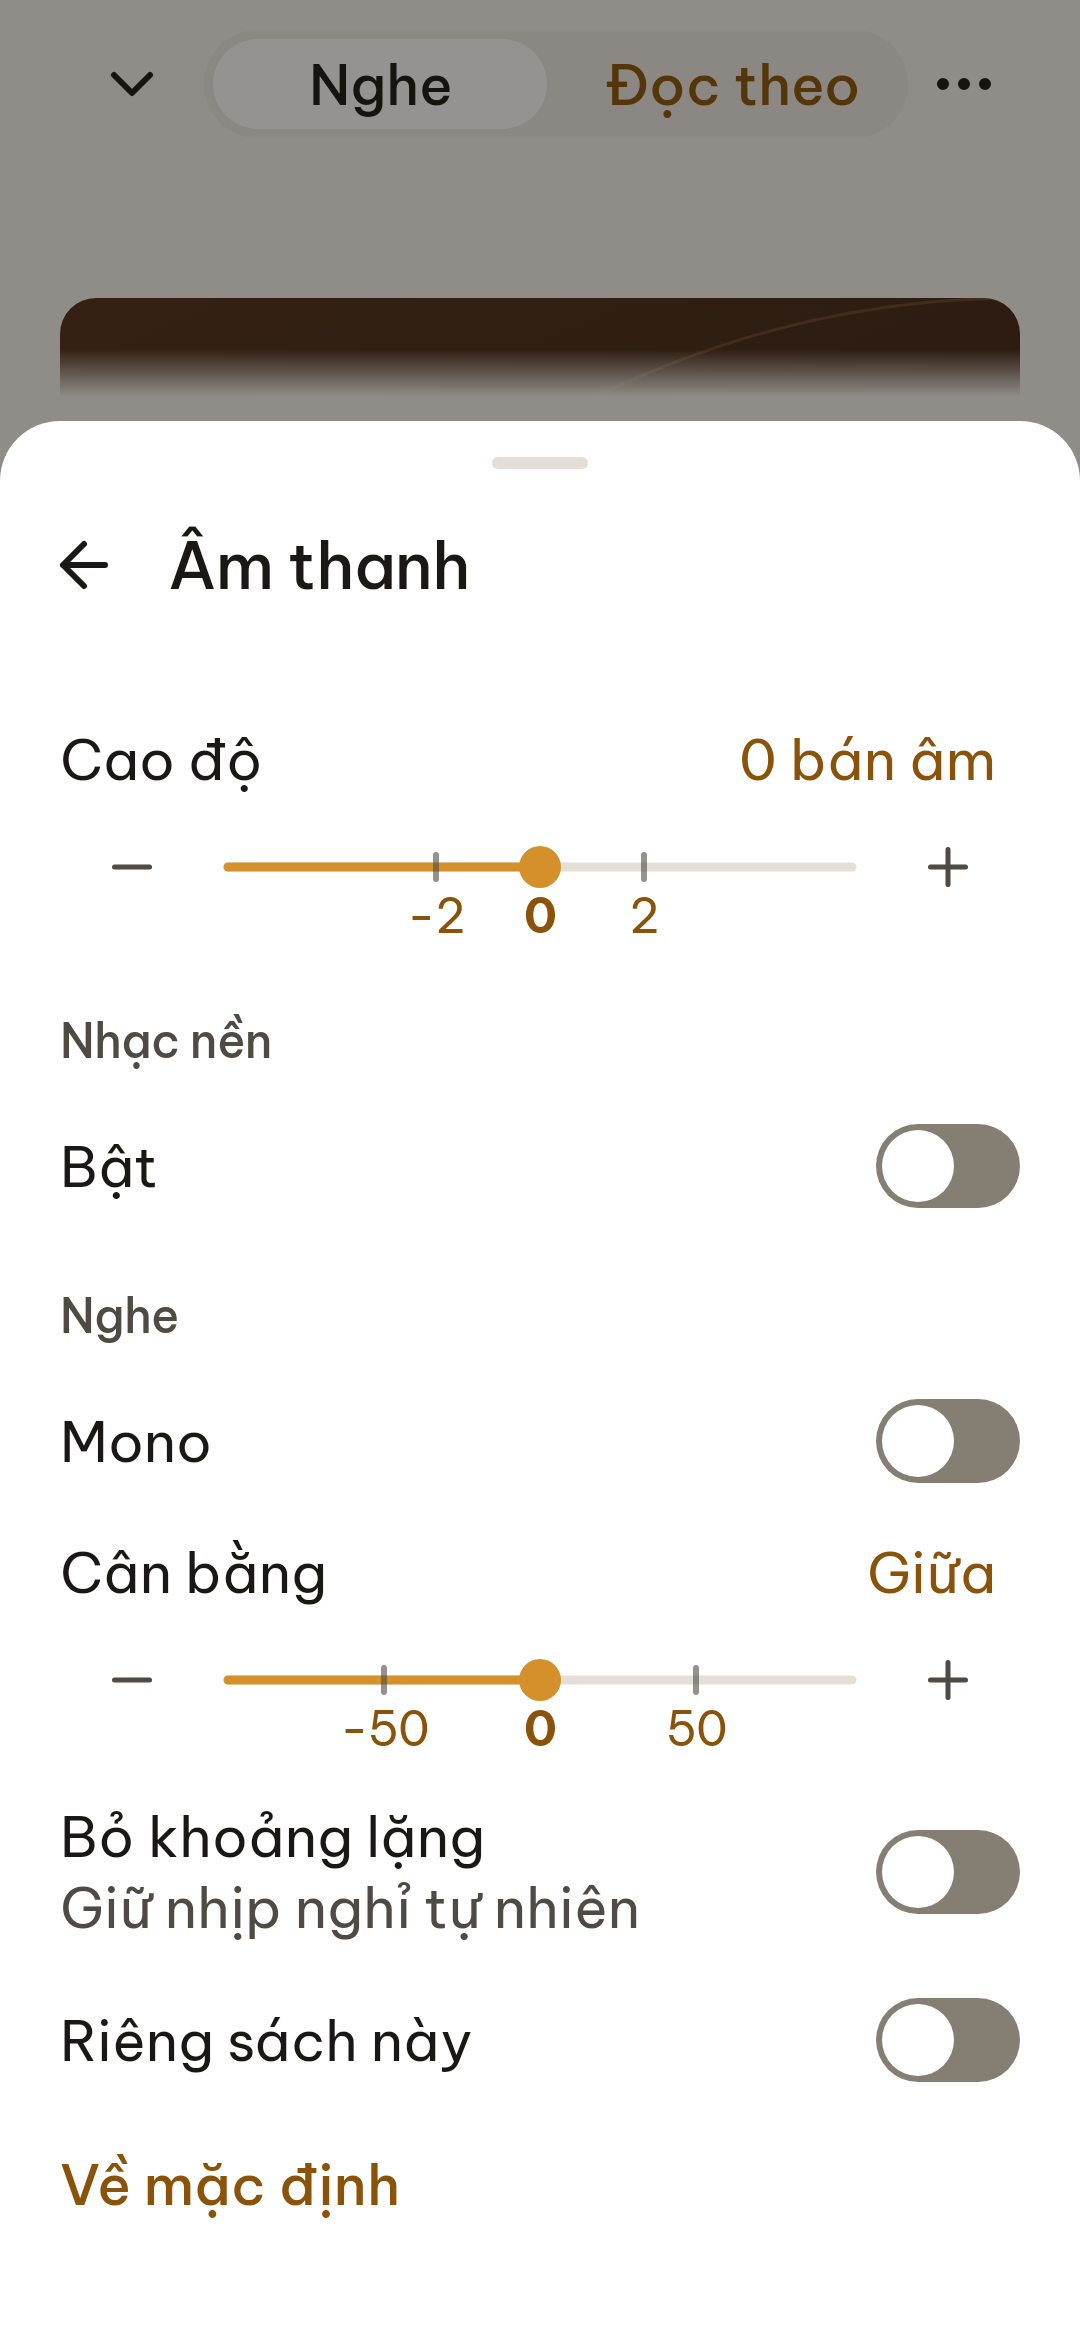 Nghe Đọc theo
Âm thanh
Cao độ 0 bán âm
-2 0 2
Nhạc nền
Bật
Nghe
Mono
Cân bằng Giữa
-50 0 50
Bỏ khoảng lặng
Giữ nhịp nghỉ tự nhiên
Riêng sách này
Về mặc định